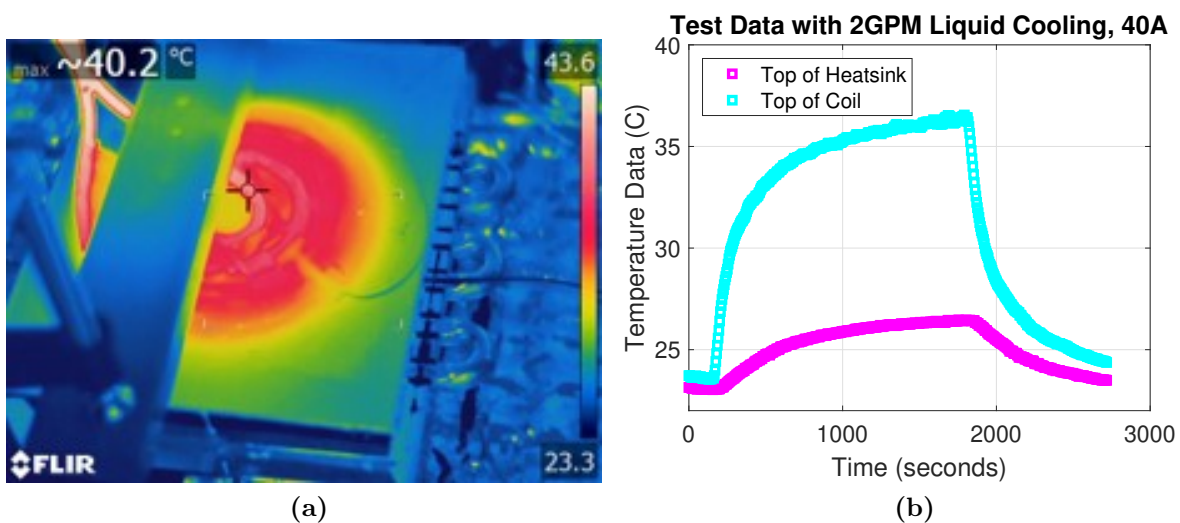 max ~40.2 °C
43.6
23.3
FLIR
(a)
Test Data with 2GPM Liquid Cooling, 40A
Top of Heatsink
Top of Coil
Temperature Data (C)
40
35
30
25
0
1000
2000
3000
Time (seconds)
(b)